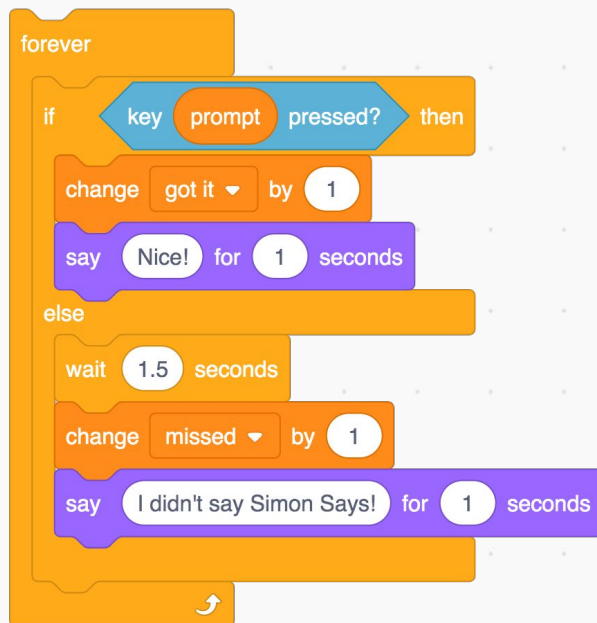 forever
if key prompt pressed? then
change got it by 1
say Nice! for 1 seconds
else
wait 1.5 seconds
change missed by 1
say I didn't say Simon Says! for 1 seconds